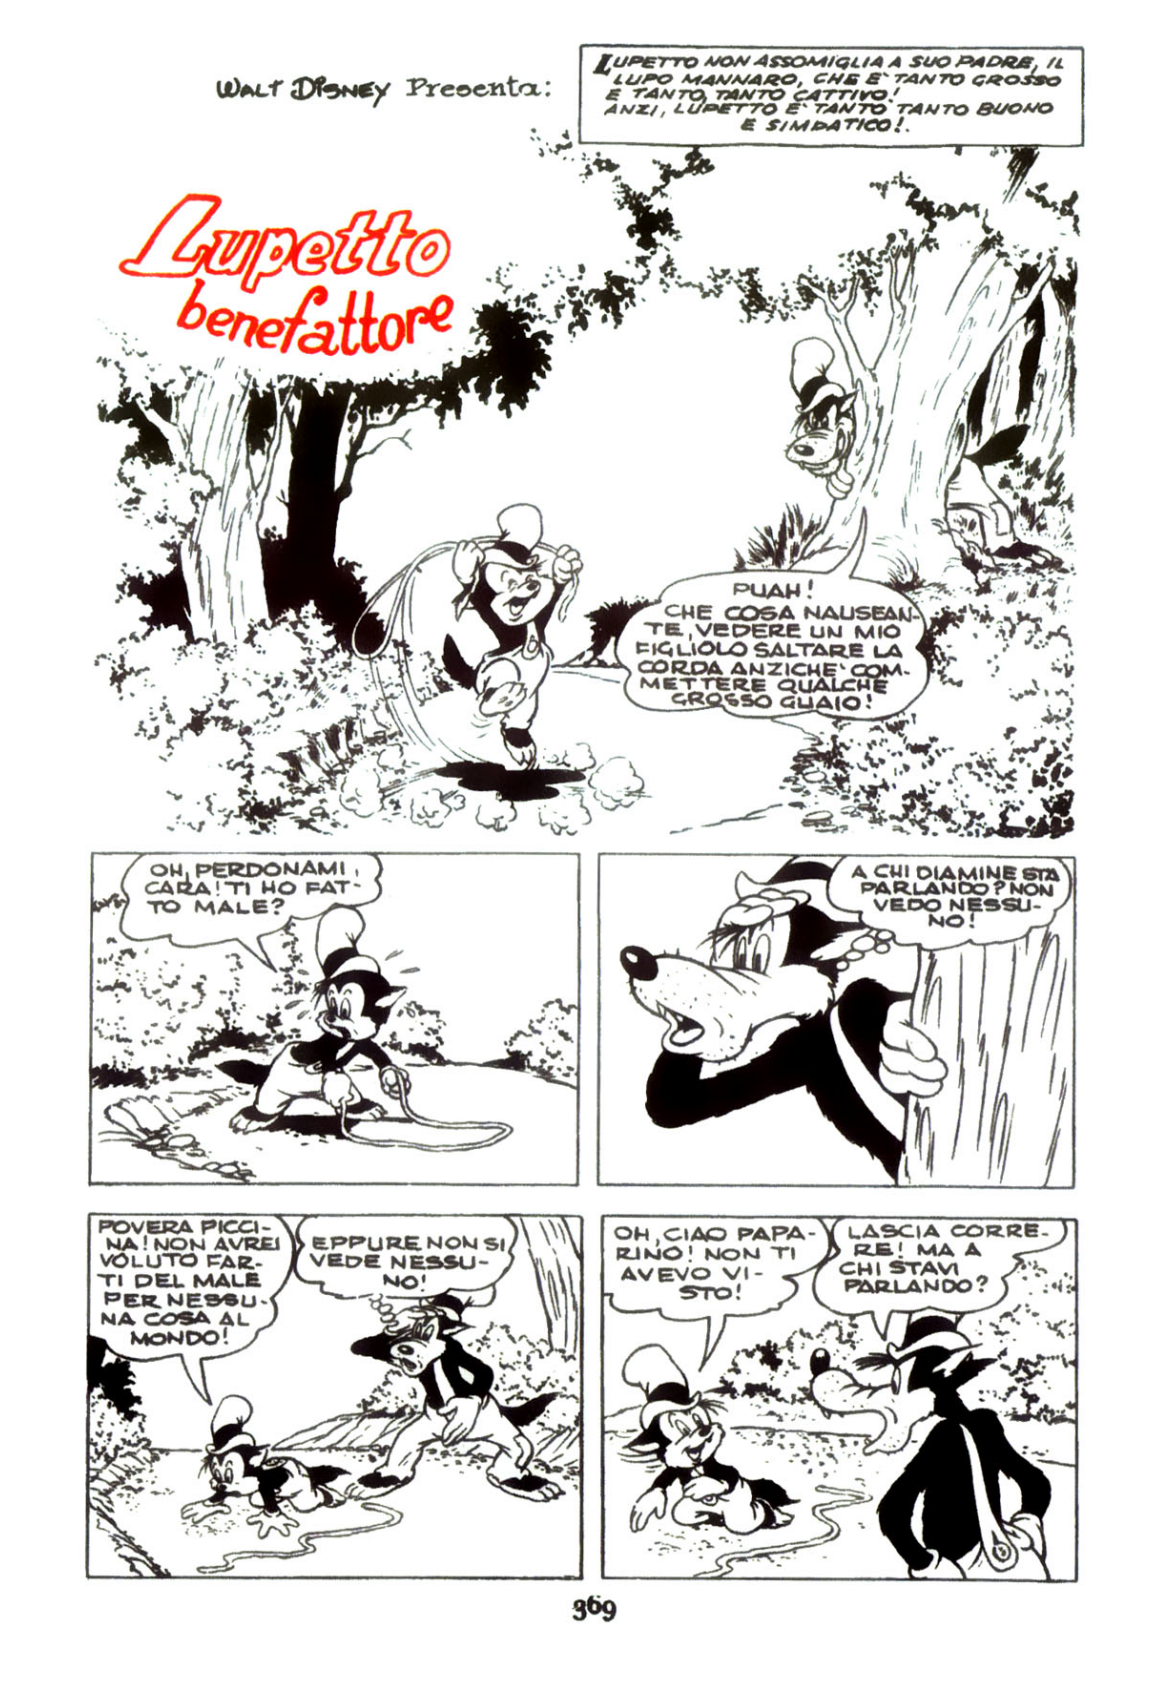 Walt Disney Presenta:
LUPETTO NON ASSOMIGLIA A SUO PADRE, IL
LUPO MANNARO, CHE E' TANTO GROSSO
E TANTO, TANTO CATTIVO!
ANZI, LUPETTO E' TANTO TANTO BUONO
E SIMPATICO!.
Lupetto
benefattore
PUAH!
CHE COSA NAUSEAN-
TE, VEDERE UN MIO
FIGLIOLO SALTARE LA
CORDA ANZICHE' COM-
METTERE QUALCHE
GROSSO GUAIO!
OH, PERDONAMI,
CARA! TI HO FAT-
TO MALE?
A CHI DIAMINE STA
PARLANDO? NON
VEDO NESSU-
NO!
POVERA PICCI-
NA! NON AVREI
VOLUTO FAR-
TI DEL MALE
PER NESSU-
NA COSA AL
MONDO!
EPPURE NON SI
VEDE NESSU-
NO!
OH, CIAO PAPA-
RINO! NON TI
AVEVO VI-
STO!
LASCIA CORRE-
RE! MA A
CHI STAVI
PARLANDO?
369